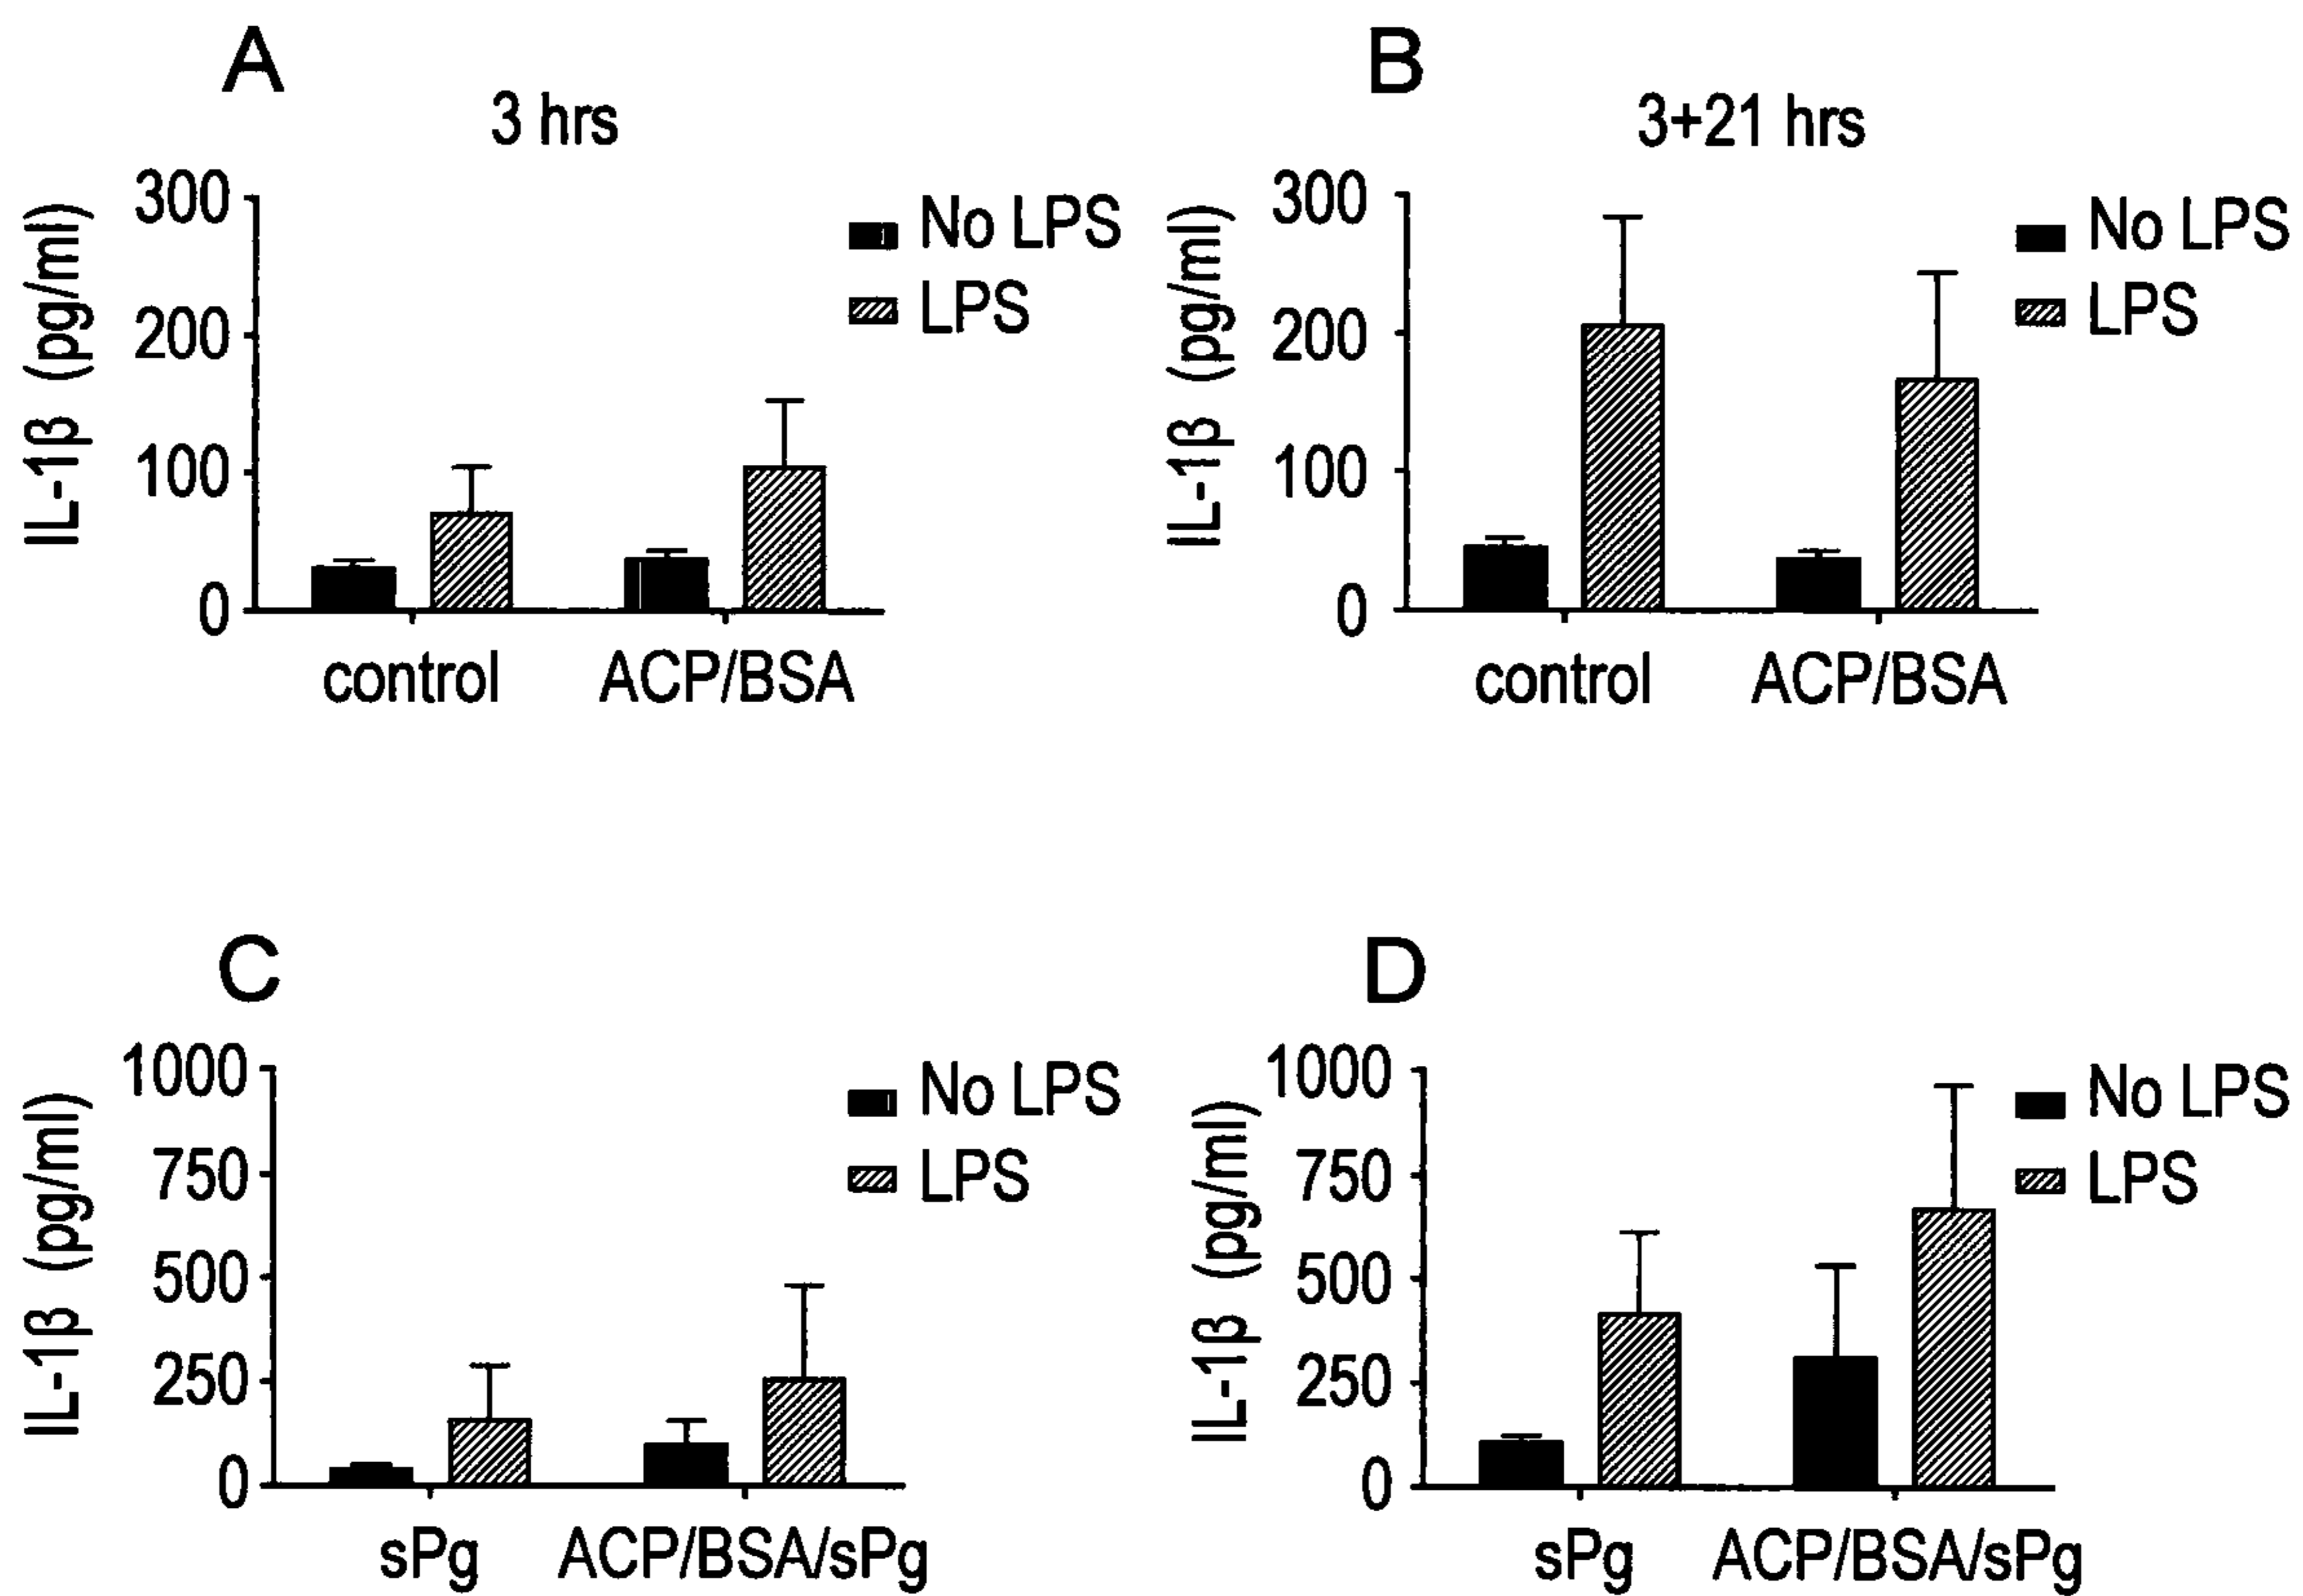 A
3 hrs
IL-1β (pg/ml)
300
200
100
0
No LPS
LPS
control
ACP/BSA
B
3+21 hrs
IL-1β (pg/ml)
300
200
100
0
No LPS
LPS
control
ACP/BSA
C
IL-1β (pg/ml)
1000
750
500
250
0
No LPS
LPS
sPg
ACP/BSA/sPg
D
IL-1β (pg/ml)
1000
750
500
250
0
No LPS
LPS
sPg
ACP/BSA/sPg